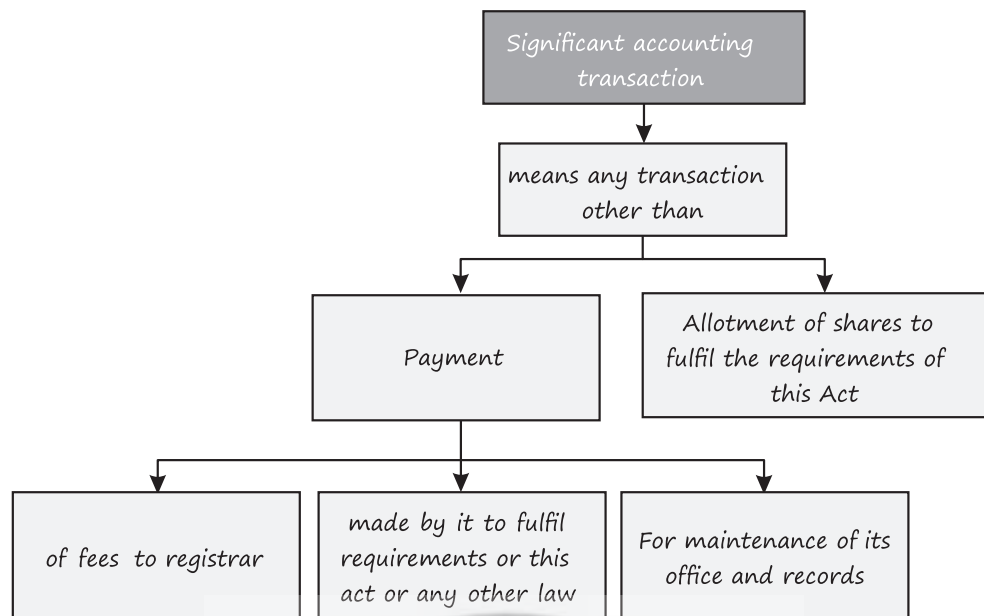 Significant accounting
transaction
means any transaction
other than
Payment
Allotment of shares to
fulfil the requirements of
this Act
of fees to registrar
made by it to fulfil
requirements or this
act or any other law
For maintenance of its
office and records